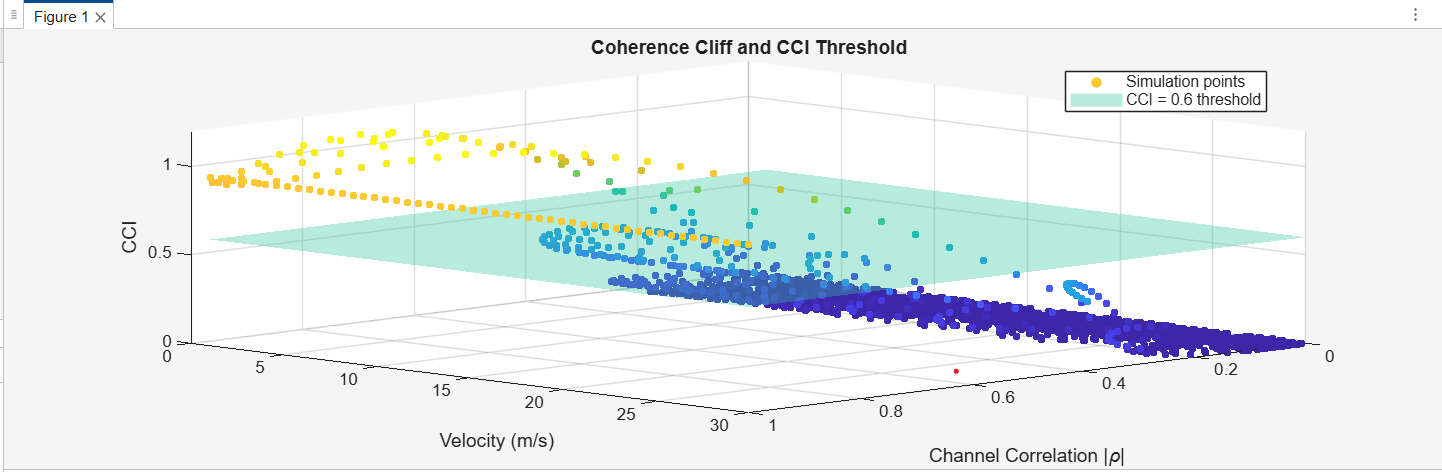 Figure 1
Coherence Cliff and CCI Threshold
Simulation points
CCI = 0.6 threshold
1
0.5
0
CCI
0
5
10
15
20
25
30
Velocity (m/s)
1
0.8
0.6
0.4
0.2
0
Channel Correlation |ρ|